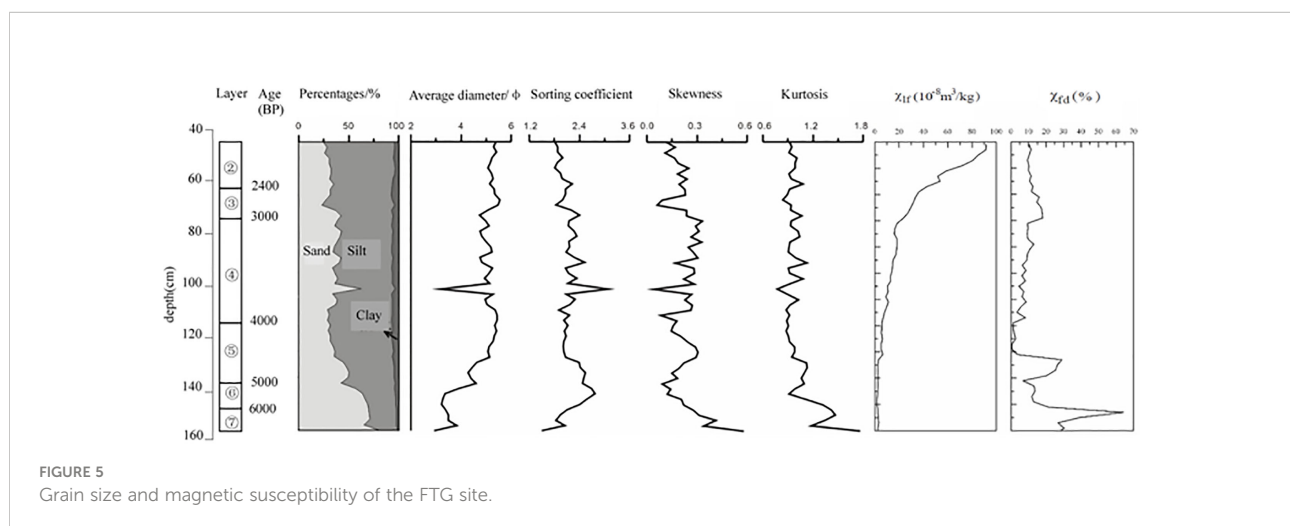 Layer Age (BP) Percentages/% Average diameter/ ϕ Sorting coefficient Skewness Kurtosis χlf (10⁻⁸m³/kg) χfd (%)
0 50 100 2 4 6 1.2 2.4 3.6 0.0 0.3 0.6 0.6 1.2 1.8 0 20 40 60 80 100 0 10 20 30 40 50 60 70
40
60
80
100
120
140
160
depth(cm)
②
③
④
⑤
⑥
⑦
2400
3000
4000
5000
6000
Sand Silt
Clay
FIGURE 5
Grain size and magnetic susceptibility of the FTG site.